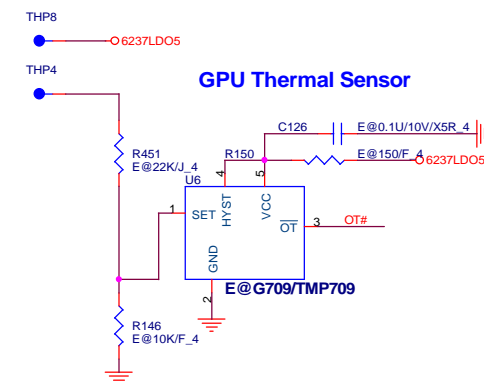 THP8
6237LDO5
THP4
GPU Thermal Sensor
C126
E@0.1U/10V/X5R_4
R451
E@22K/J_4
R150
E@150/F_4
6237LDO5
U6
4
5
1
SET
HYST
VCC
OT
3
OT#
GND
2
E@G709/TMP709
R146
E@10K/F_4